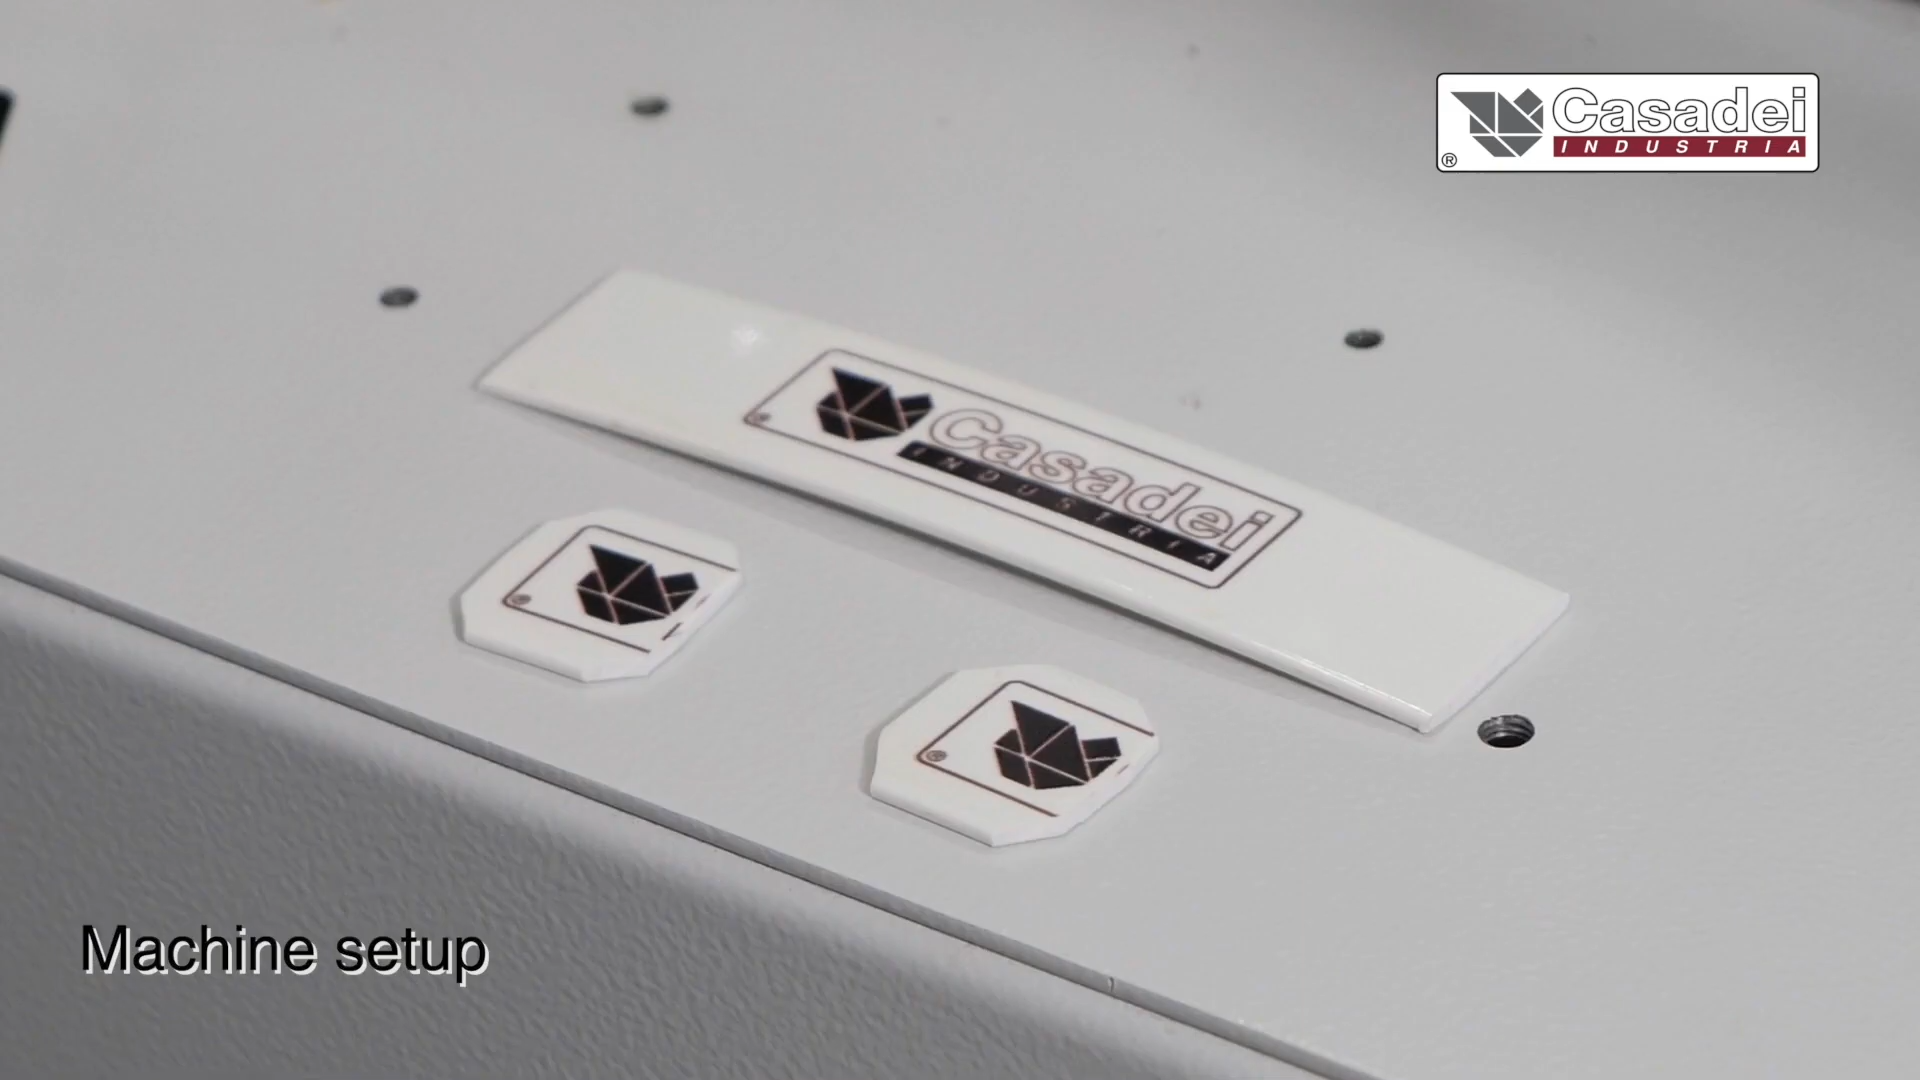 Casadei
INDUSTRIA
®
® Casadei
INDUSTRIA
®
®
Machine setup